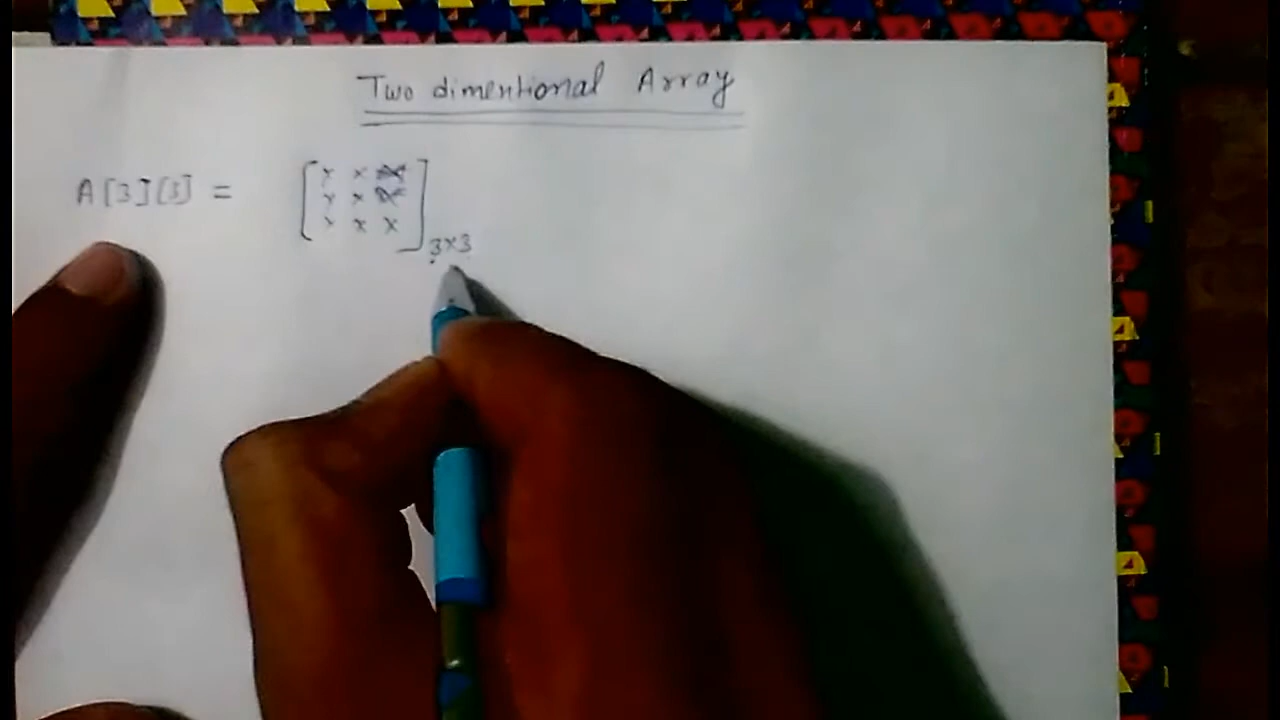 Two dimentional Array
A[3][3] =
x x
x x
x x x
3x3